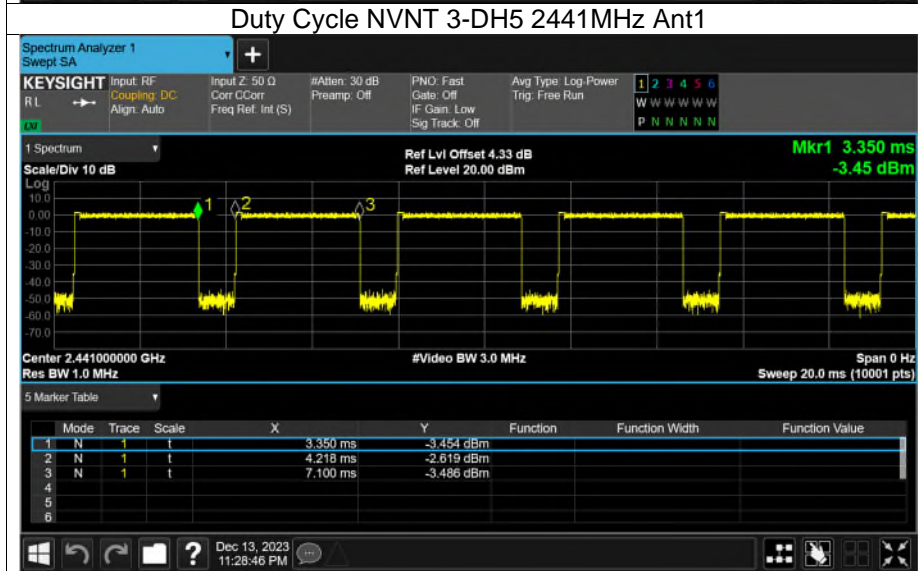 Duty Cycle NVNT 3-DH5 2441MHz Ant1
Spectrum Analyzer 1
Swept SA
+
KEYSIGHT Input: RF Input Z: 50 Ω #Atten: 30 dB PNO: Fast Avg Type: Log-Power 1 2 3 4 5 6
RL Coupling: DC Corr CCorr Preamp: Off Gate: Off Trig: Free Run W W W W W W
Align: Auto Freq Ref: Int (S) IF Gain: Low
LXI Sig Track: Off P N N N N N
1 Spectrum Ref Lvl Offset 4.33 dB Mkr1 3.350 ms
Scale/Div 10 dB Ref Level 20.00 dBm -3.45 dBm
Log
10.0
0.00 1 2 3
-10.0
-20.0
-30.0
-40.0
-50.0
-60.0
-70.0
Center 2.441000000 GHz #Video BW 3.0 MHz Span 0 Hz
Res BW 1.0 MHz Sweep 20.0 ms (10001 pts)
5 Marker Table
Mode Trace Scale X Y Function Function Width Function Value
1 N 1 t 3.350 ms -3.454 dBm
2 N 1 t 4.218 ms -2.619 dBm
3 N 1 t 7.100 ms -3.486 dBm
4
5
6
? Dec 13, 2023
11:28:46 PM